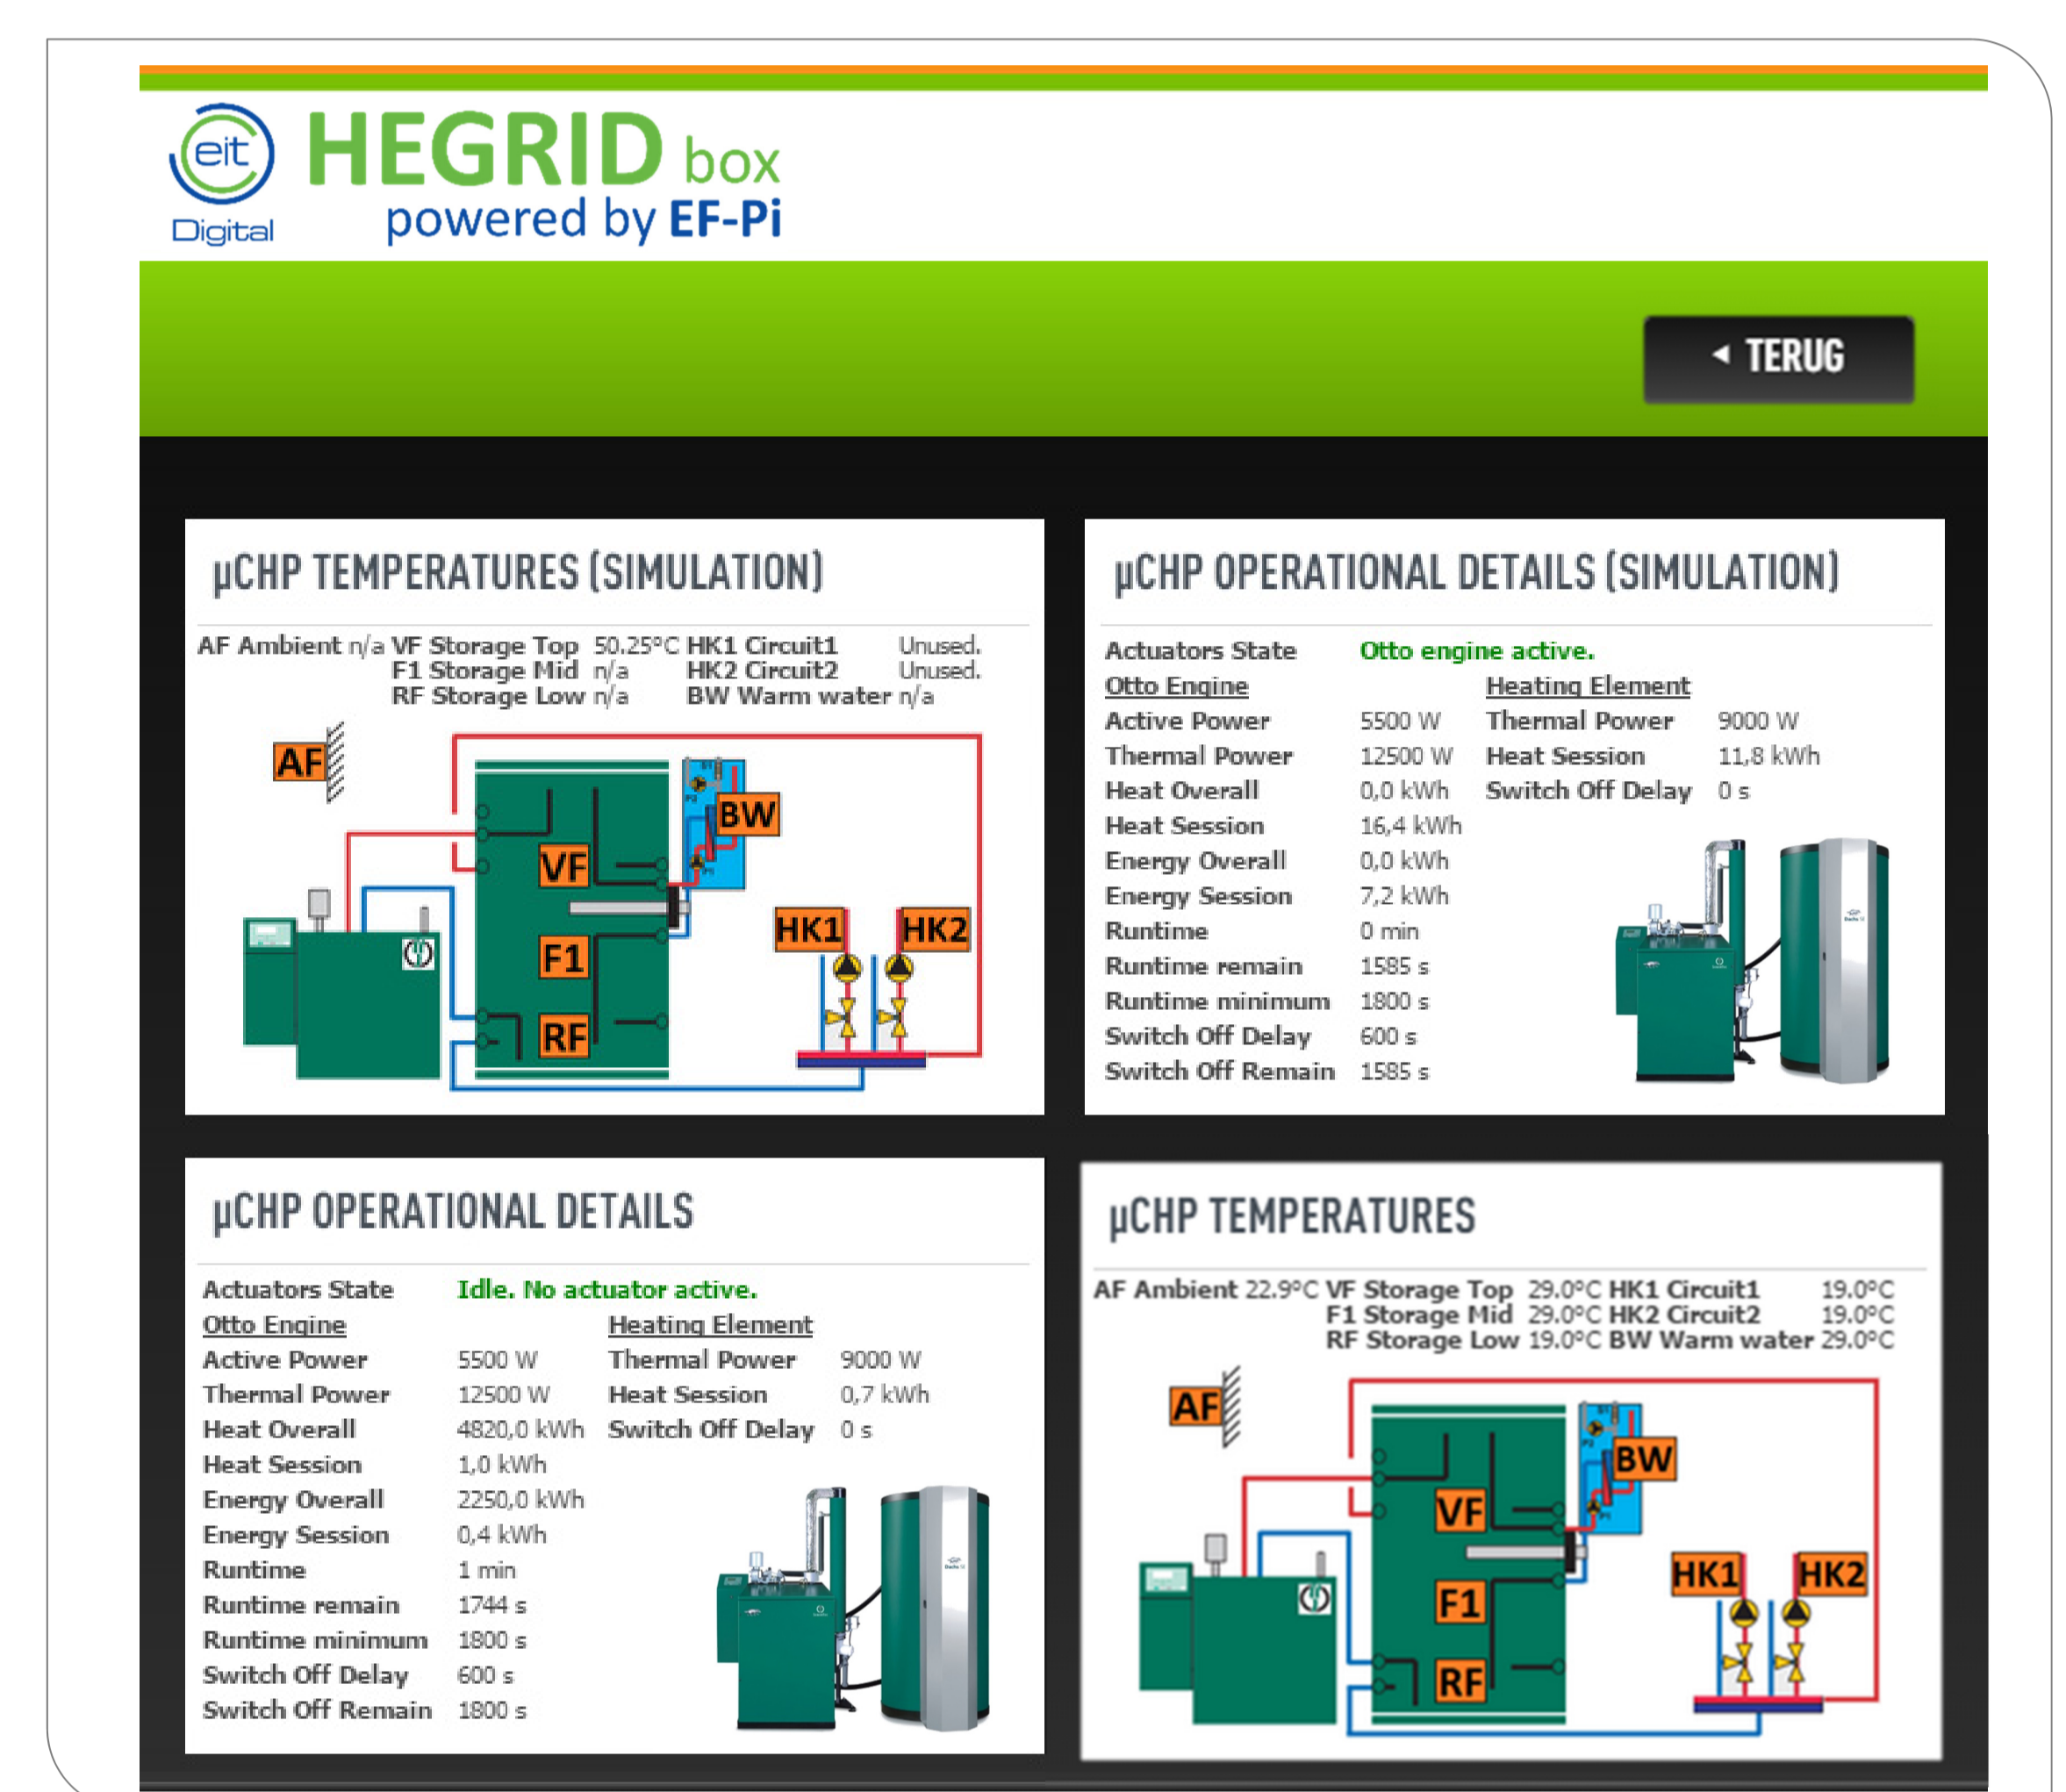 eit
Digital
HEGRID box
powered by EF-Pi
◄ TERUG
µCHP TEMPERATURES (SIMULATION)
AF Ambient n/a VF Storage Top 50.25°C HK1 Circuit1 Unused.
F1 Storage Mid n/a HK2 Circuit2 Unused.
RF Storage Low n/a BW Warm water n/a
AF
BW
VF
HK1 HK2
F1
RF
µCHP OPERATIONAL DETAILS (SIMULATION)
Actuators State Otto engine active.
Otto Engine Heating Element
Active Power 5500 W Thermal Power 9000 W
Thermal Power 12500 W Heat Session 11,8 kWh
Heat Overall 0,0 kWh Switch Off Delay 0 s
Heat Session 16,4 kWh
Energy Overall 0,0 kWh
Energy Session 7,2 kWh
Runtime 0 min
Runtime remain 1585 s
Runtime minimum 1800 s
Switch Off Delay 600 s
Switch Off Remain 1585 s
µCHP OPERATIONAL DETAILS
Actuators State Idle. No actuator active.
Otto Engine Heating Element
Active Power 5500 W Thermal Power 9000 W
Thermal Power 12500 W Heat Session 0,7 kWh
Heat Overall 4820,0 kWh Switch Off Delay 0 s
Heat Session 1,0 kWh
Energy Overall 2250,0 kWh
Energy Session 0,4 kWh
Runtime 1 min
Runtime remain 1744 s
Runtime minimum 1800 s
Switch Off Delay 600 s
Switch Off Remain 1800 s
µCHP TEMPERATURES
AF Ambient 22.9°C VF Storage Top 29.0°C HK1 Circuit1 19.0°C
F1 Storage Mid 29.0°C HK2 Circuit2 19.0°C
RF Storage Low 19.0°C BW Warm water 29.0°C
AF
BW
VF
HK1 HK2
F1
RF